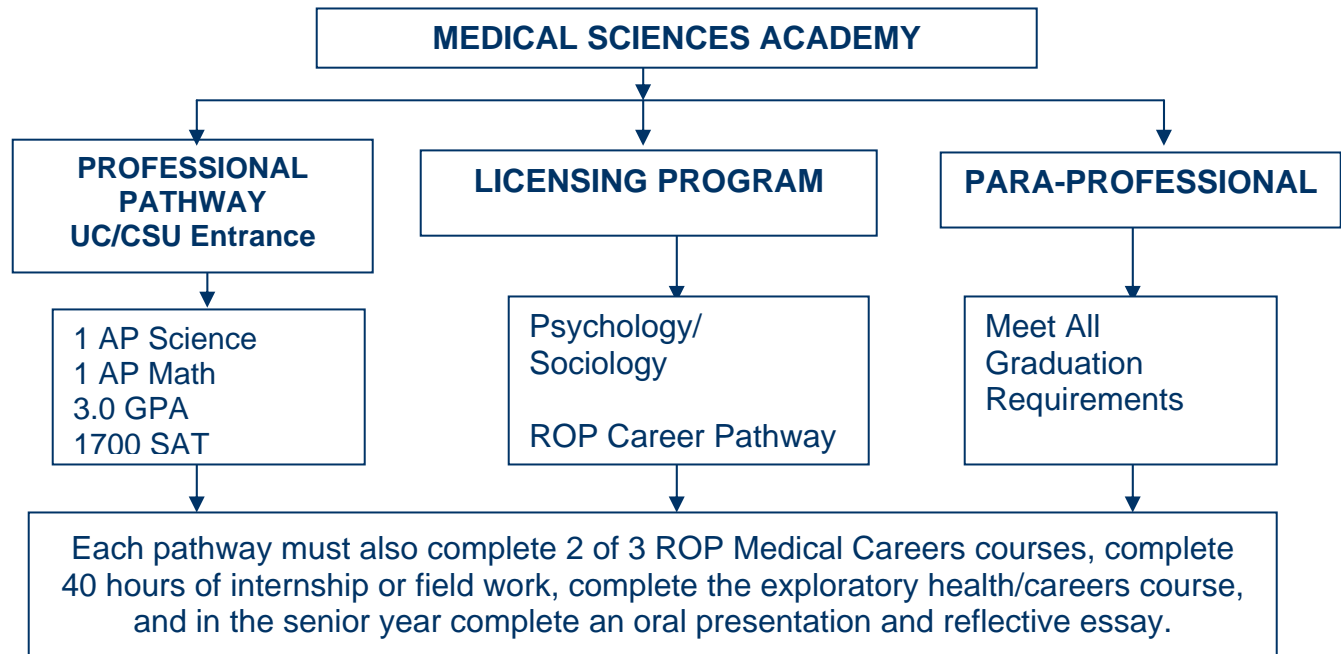 MEDICAL SCIENCES ACADEMY
PROFESSIONAL
PATHWAY
UC/CSU Entrance
LICENSING PROGRAM
PARA-PROFESSIONAL
1 AP Science
1 AP Math
3.0 GPA
1700 SAT
Psychology/
Sociology
ROP Career Pathway
Meet All
Graduation
Requirements
Each pathway must also complete 2 of 3 ROP Medical Careers courses, complete
40 hours of internship or field work, complete the exploratory health/careers course,
and in the senior year complete an oral presentation and reflective essay.